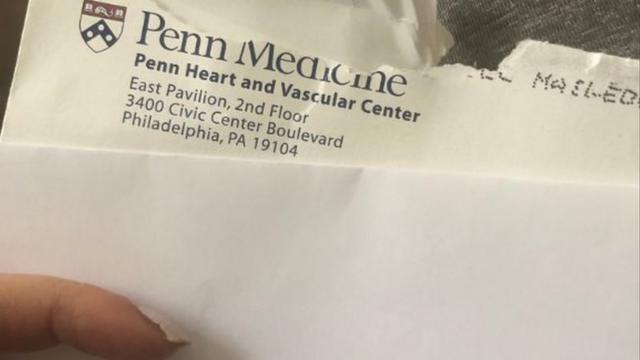 Penn Medicine
Penn Heart and Vascular Center
East Pavilion, 2nd Floor
3400 Civic Center Boulevard
Philadelphia, PA 19104